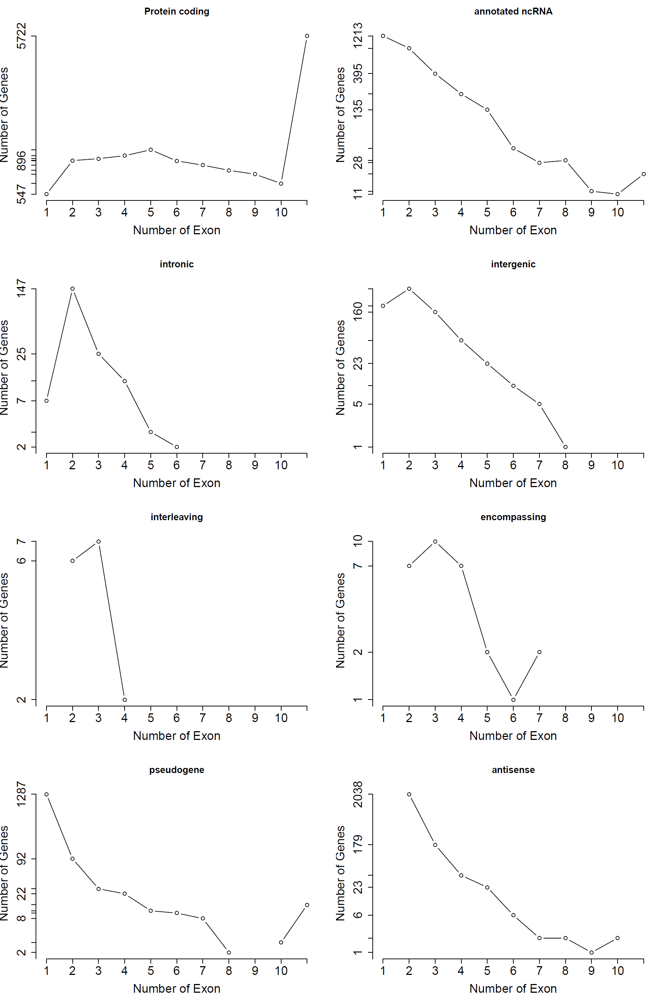 Protein coding
5722
896
547
Number of Genes
1 2 3 4 5 6 7 8 9 10
Number of Exon
annotated ncRNA
1213
395
135
28
11
Number of Genes
1 2 3 4 5 6 7 8 9 10
Number of Exon
intronic
147
25
7
2
Number of Genes
1 2 3 4 5 6 7 8 9 10
Number of Exon
intergenic
160
23
5
1
Number of Genes
1 2 3 4 5 6 7 8 9 10
Number of Exon
interleaving
7
6
2
Number of Genes
1 2 3 4 5 6 7 8 9 10
Number of Exon
encompassing
10
7
2
1
Number of Genes
1 2 3 4 5 6 7 8 9 10
Number of Exon
pseudogene
1287
92
22
8
2
Number of Genes
1 2 3 4 5 6 7 8 9 10
Number of Exon
antisense
2038
179
23
6
1
Number of Genes
1 2 3 4 5 6 7 8 9 10
Number of Exon